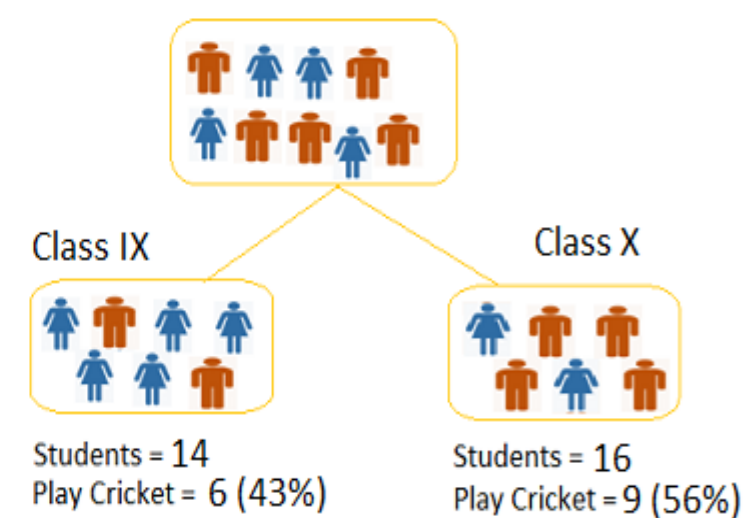 Class IX
Class X
Students = 14
Play Cricket = 6 (43%)
Students = 16
Play Cricket = 9 (56%)